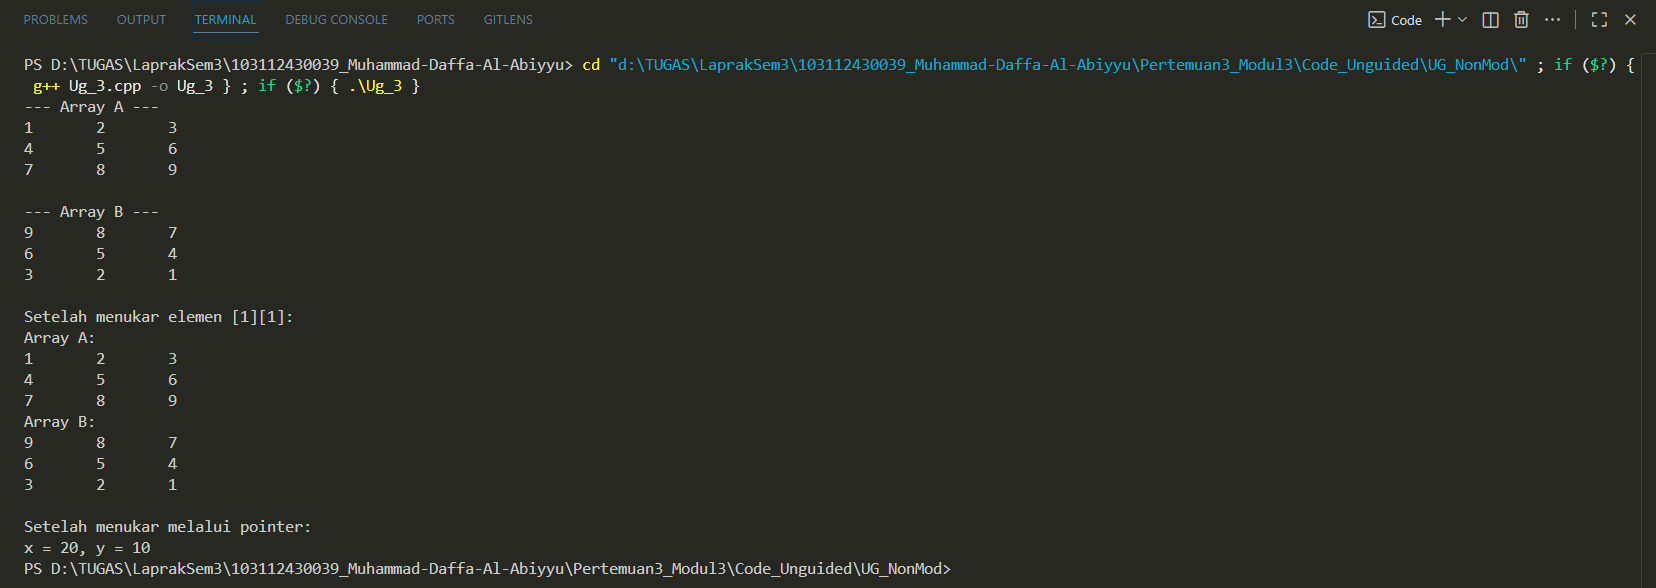 PROBLEMS OUTPUT TERMINAL DEBUG CONSOLE PORTS GITLENS Code
PS D:\TUGAS\LaprakSem3\103112430039_Muhammad-Daffa-Al-Abiyyu> cd "d:\TUGAS\LaprakSem3\103112430039_Muhammad-Daffa-Al-Abiyyu\Pertemuan3_Modul3\Code_Unguided\UG_NonMod\" ; if ($?) {
g++ Ug_3.cpp -o Ug_3 } ; if ($?) { .\Ug_3 }
--- Array A ---
1 2 3
4 5 6
7 8 9
--- Array B ---
9 8 7
6 5 4
3 2 1
Setelah menukar elemen [1][1]:
Array A:
1 2 3
4 5 6
7 8 9
Array B:
9 8 7
6 5 4
3 2 1
Setelah menukar melalui pointer:
x = 20, y = 10
PS D:\TUGAS\LaprakSem3\103112430039_Muhammad-Daffa-Al-Abiyyu\Pertemuan3_Modul3\Code_Unguided\UG_NonMod>